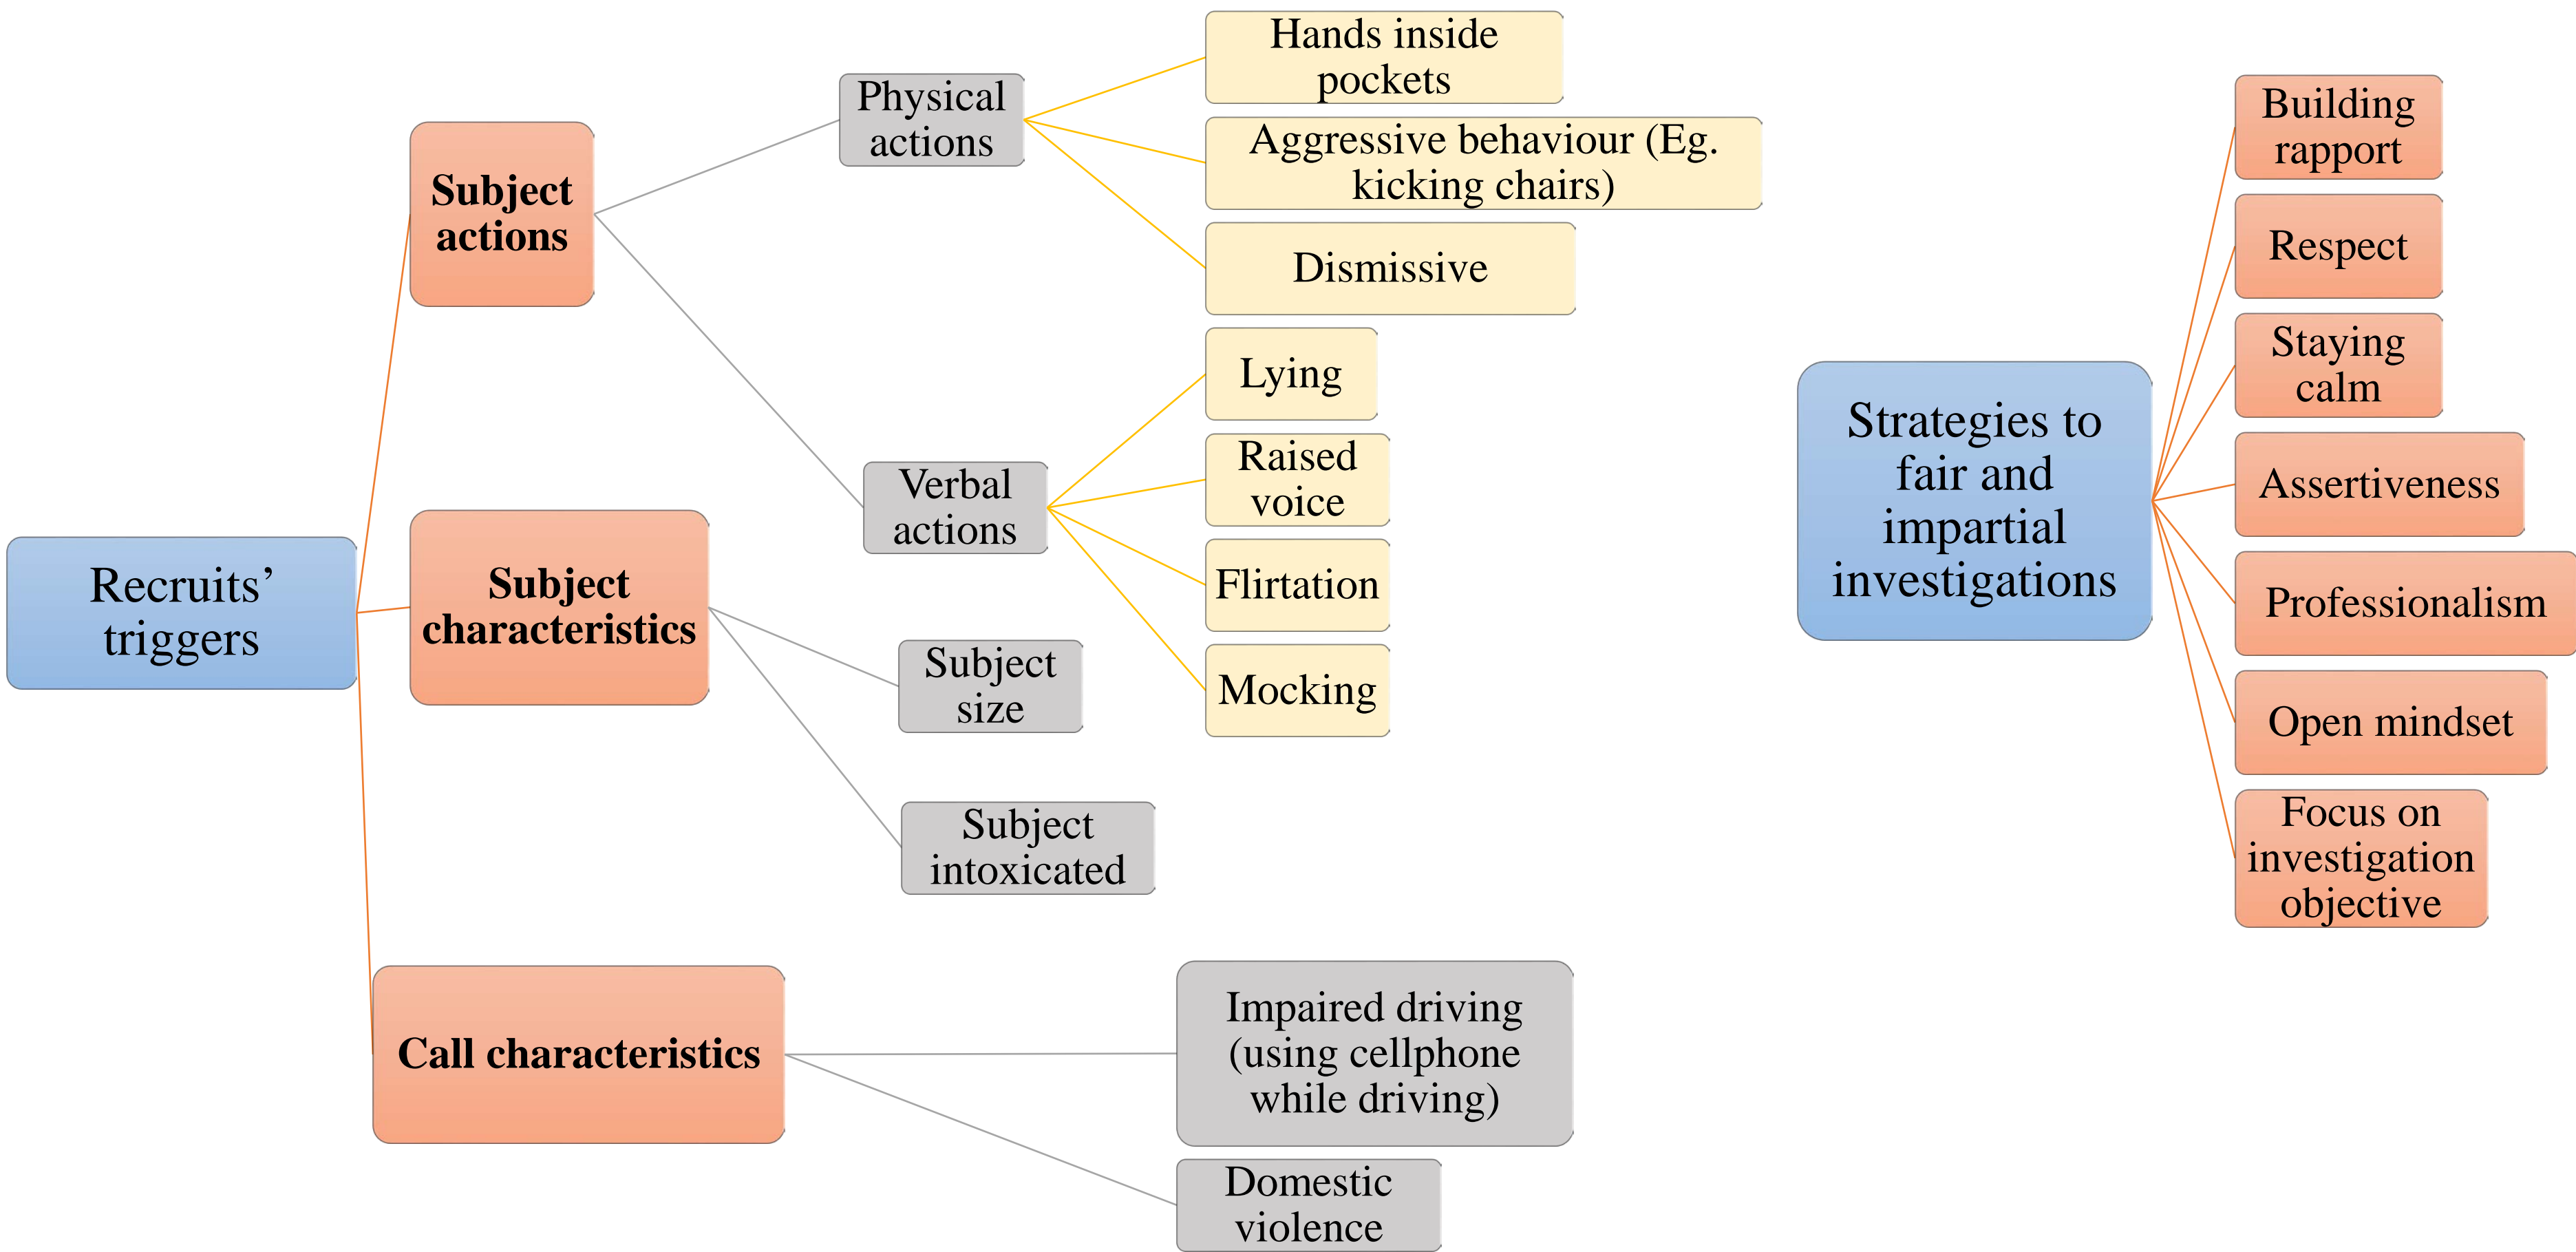 Recruits’
triggers
Subject
actions
Physical
actions
Hands inside
pockets
Aggressive behaviour (Eg.
kicking chairs)
Dismissive
Verbal
actions
Lying
Raised
voice
Flirtation
Mocking
Subject
characteristics
Subject
size
Subject
intoxicated
Call characteristics
Impaired driving
(using cellphone
while driving)
Domestic
violence
Strategies to
fair and
impartial
investigations
Building
rapport
Respect
Staying
calm
Assertiveness
Professionalism
Open mindset
Focus on
investigation
objective